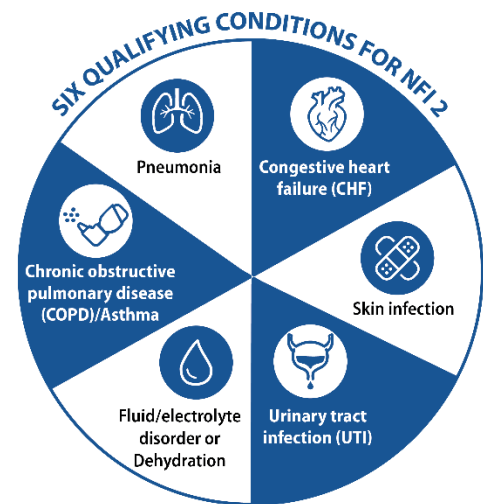 SIX QUALIFYING CONDITIONS FOR NFI 2
Pneumonia
Congestive heart
failure (CHF)
Chronic obstructive
pulmonary disease
(COPD)/Asthma
Skin infection
Fluid/electrolyte
disorder or
Dehydration
Urinary tract
infection (UTI)